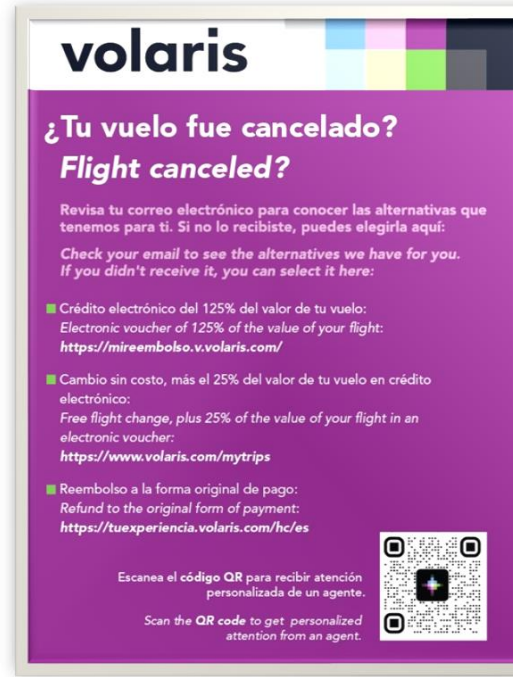 volaris
¿Tu vuelo fue cancelado?
Flight canceled?
Revisa tu correo electrónico para conocer las alternativas que
tenemos para ti. Si no lo recibiste, puedes elegirla aquí:
Check your email to see the alternatives we have for you.
If you didn't receive it, you can select it here:
Crédito electrónico del 125% del valor de tu vuelo:
Electronic voucher of 125% of the value of your flight:
https://mireembolso.v.volaris.com/
Cambio sin costo, más el 25% del valor de tu vuelo en crédito
electrónico:
Free flight change, plus 25% of the value of your flight in an
electronic voucher:
https://www.volaris.com/mytrips
Reembolso a la forma original de pago:
Refund to the original form of payment:
https://tuexperiencia.volaris.com/hc/es
Escanea el código QR para recibir atención
personalizada de un agente.
Scan the QR code to get personalized
attention from an agent.